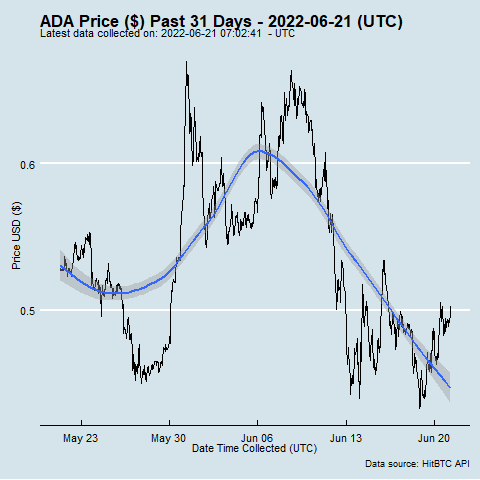 ADA Price ($) Past 31 Days - 2022-06-21 (UTC)
Latest data collected on: 2022-06-21 07:02:41  - UTC
0.6
Price USD ($)
0.5
May 23
May 30
Jun 06
Jun 13
Jun 20
Date Time Collected (UTC)
Data source: HitBTC API